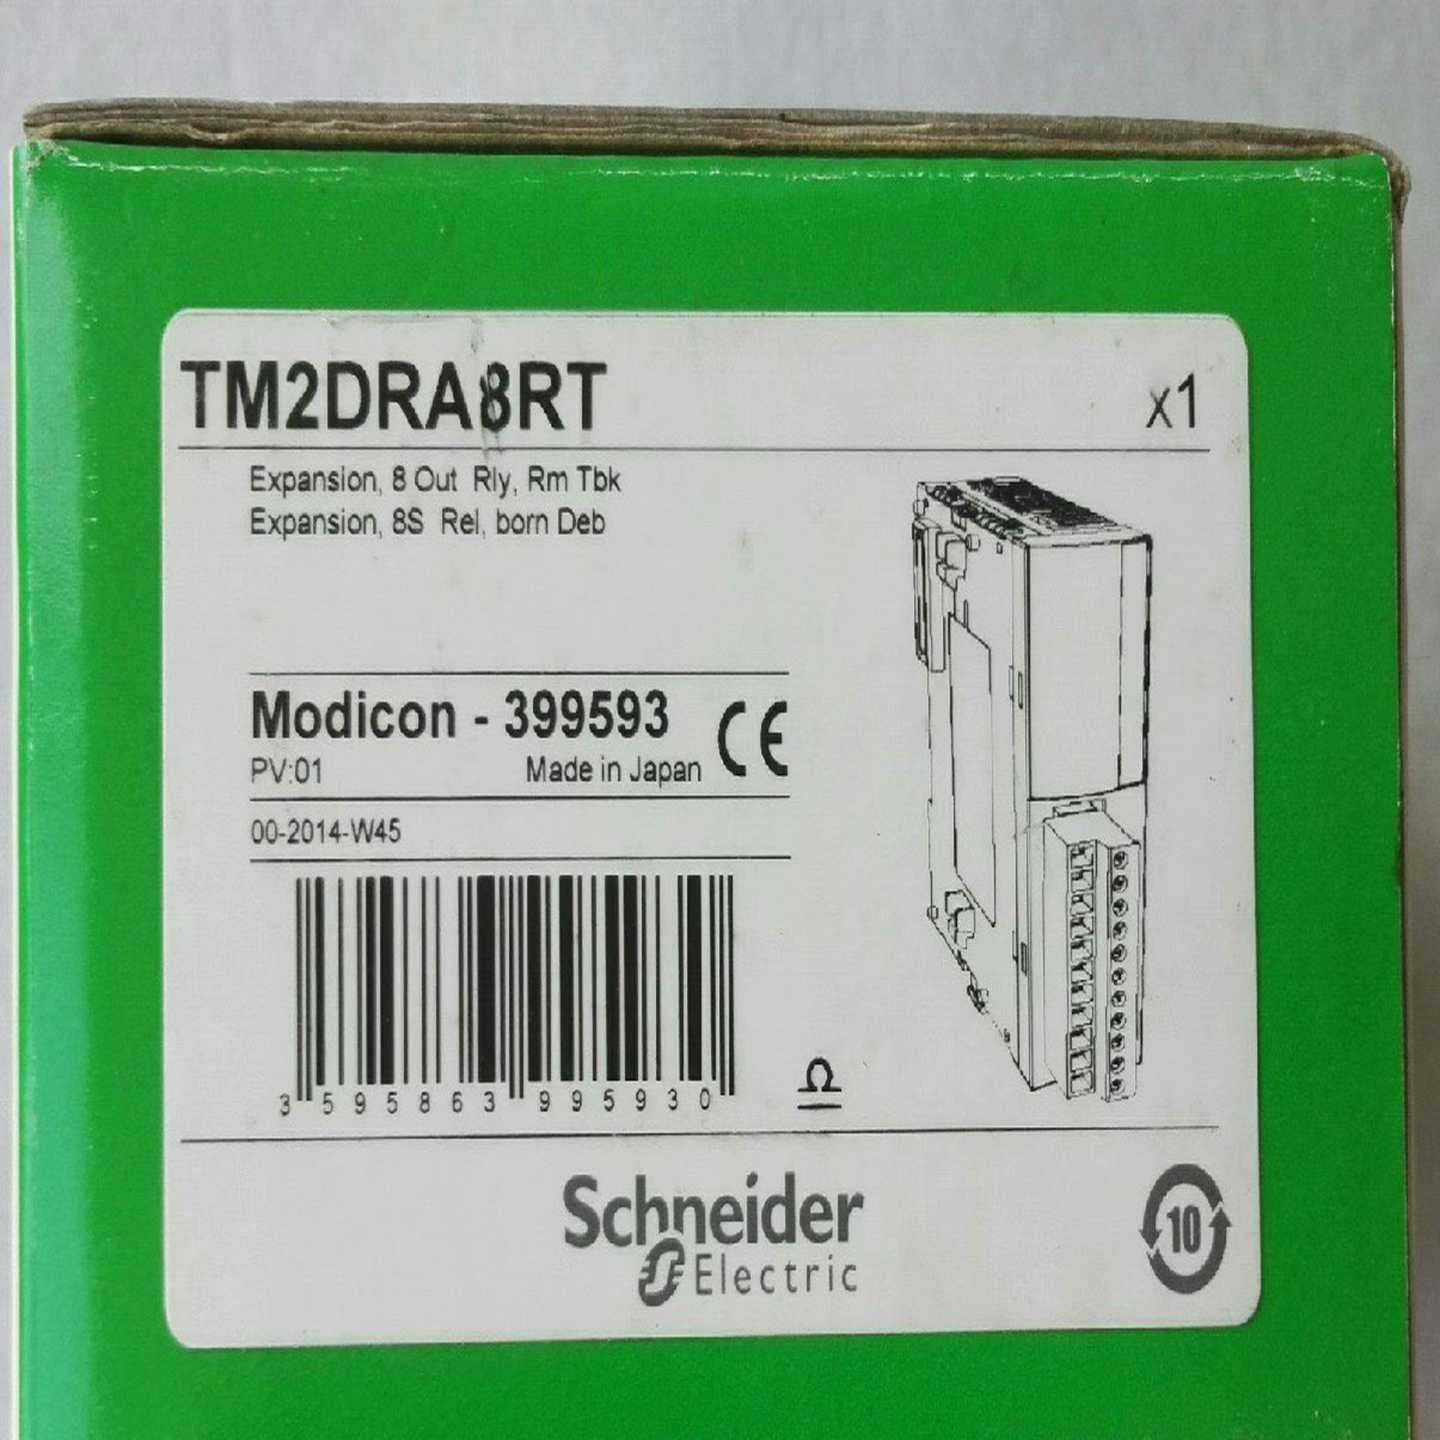 TM2DRA8RT x1
Expansion, 8 Out Rly, Rm Tbk
Expansion, 8S Rel, born Deb
Modicon - 399593 CE
PV:01 Made in Japan
00-2014-W45
3 595863 995930
Schneider
Electric
10